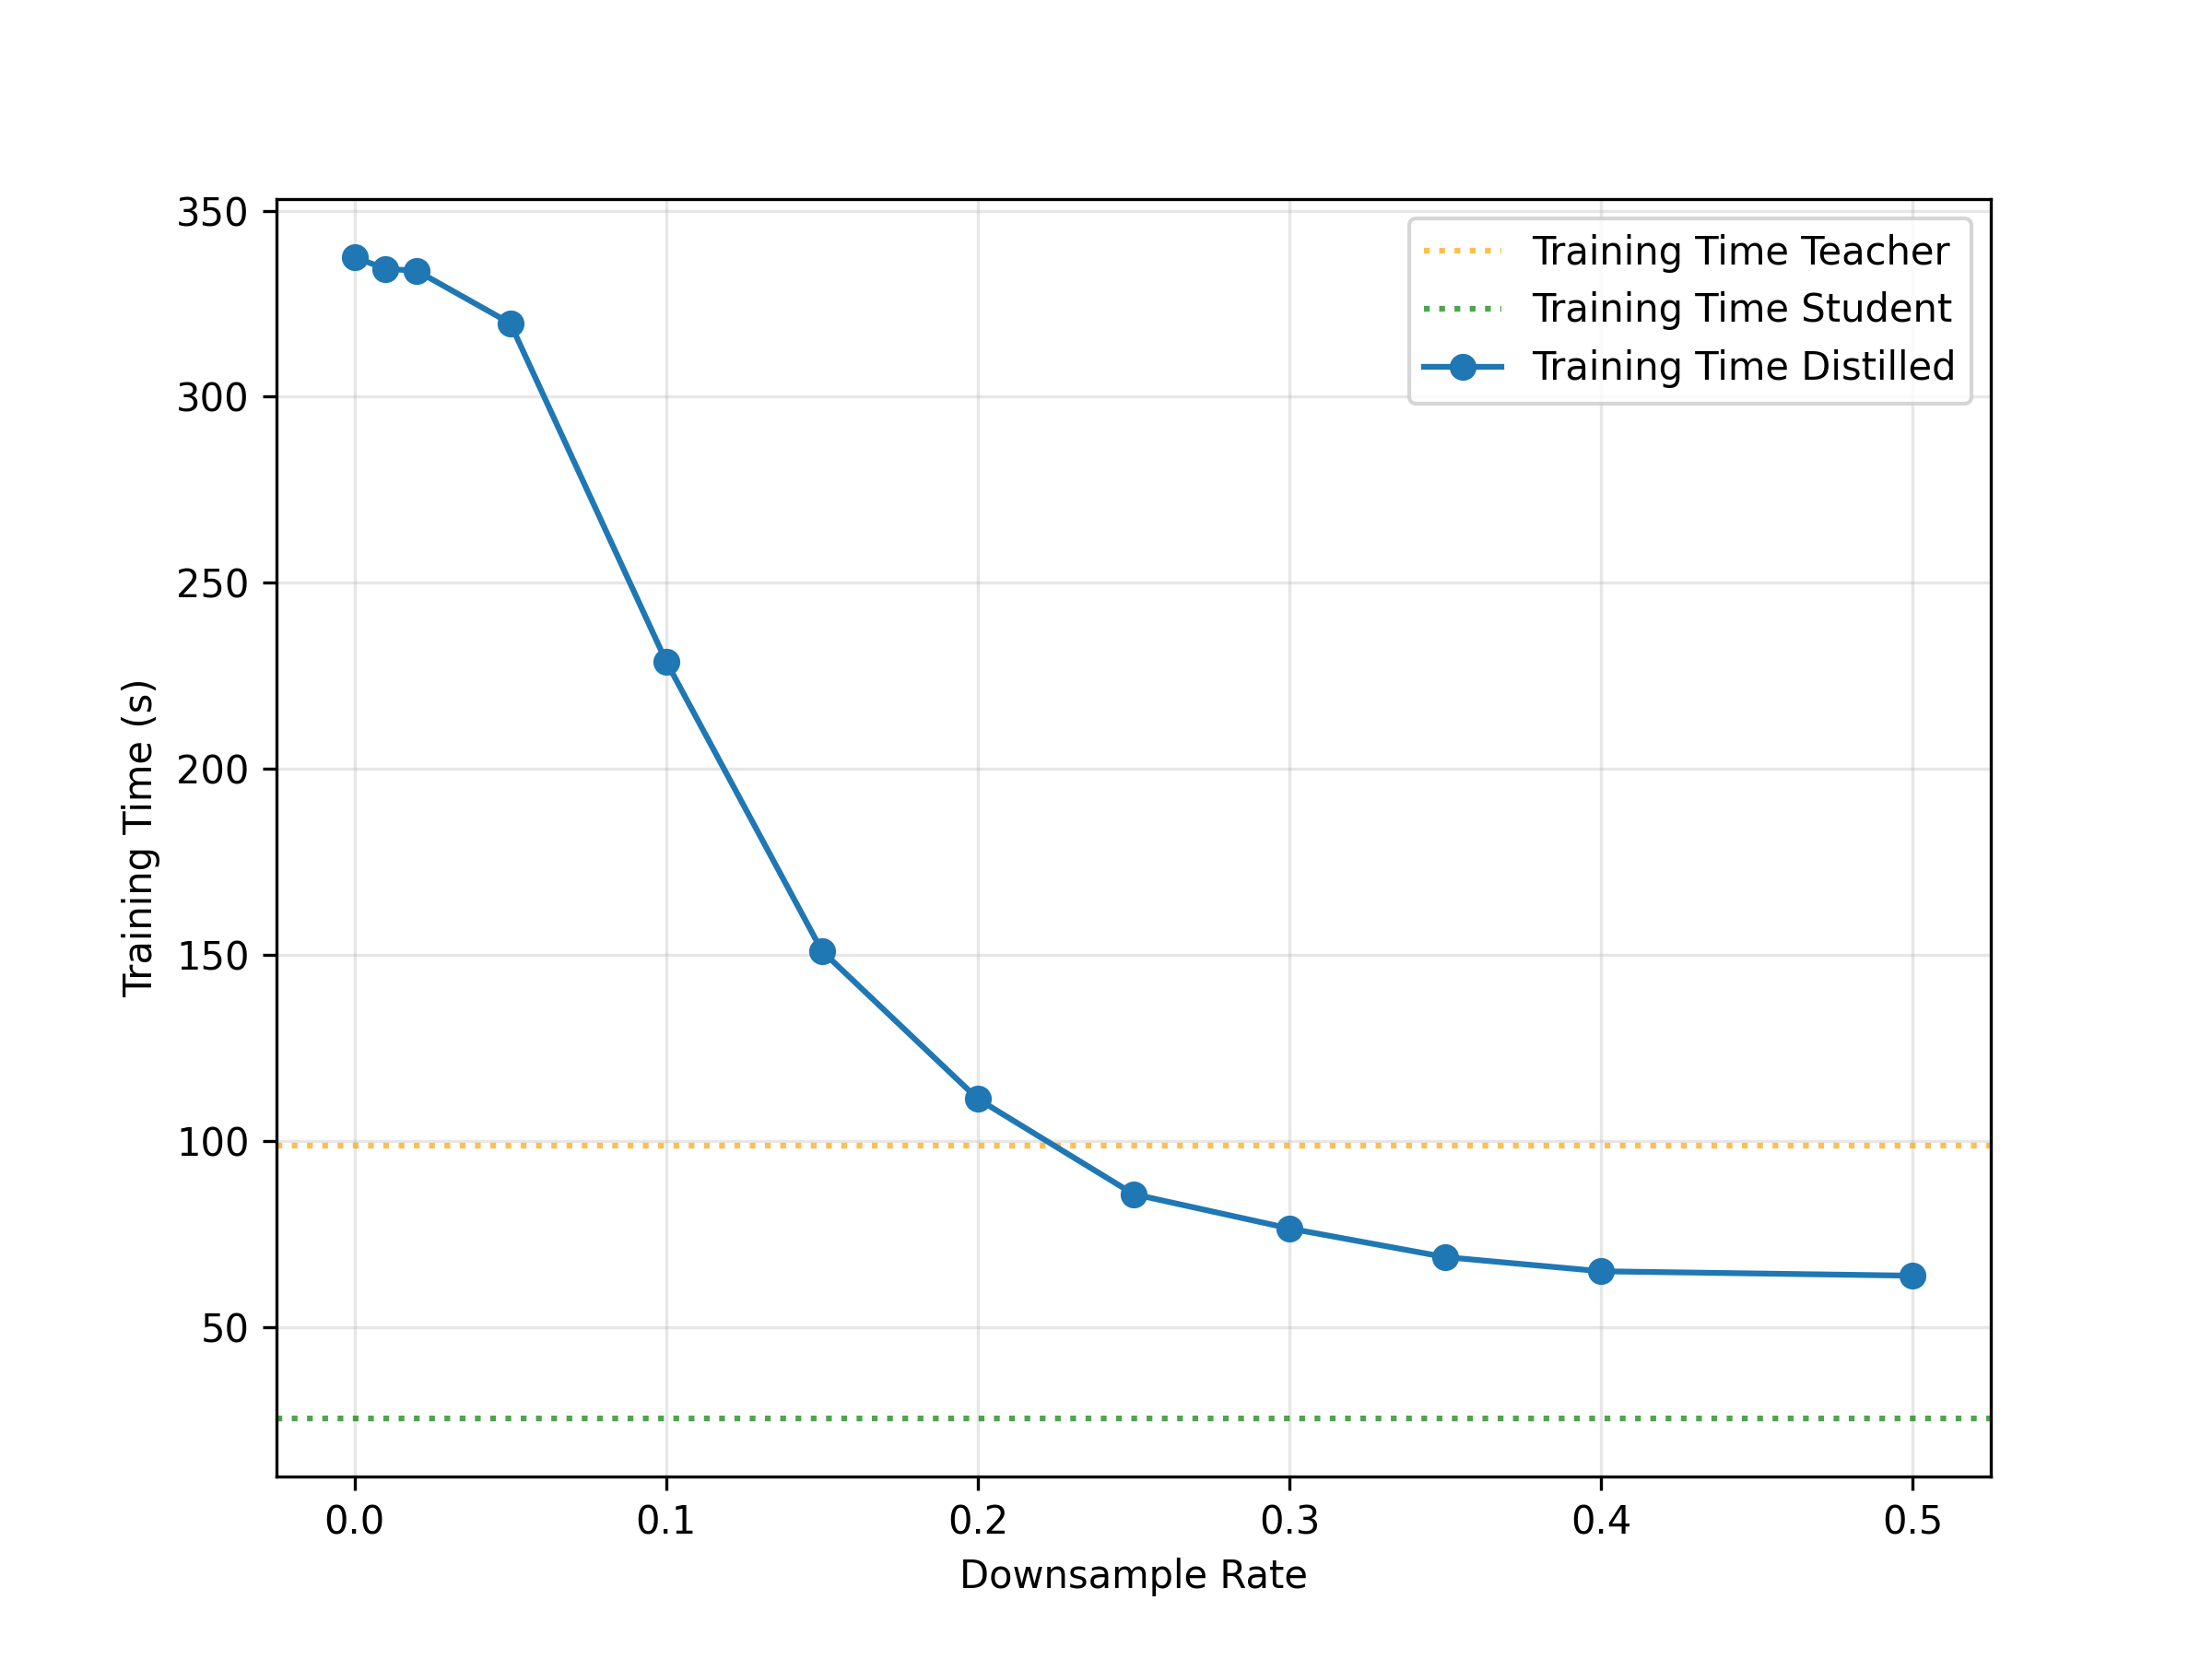 350
300
250
200
150
100
50
Training Time (s)
Training Time Teacher
Training Time Student
Training Time Distilled
0.0 0.1 0.2 0.3 0.4 0.5
Downsample Rate